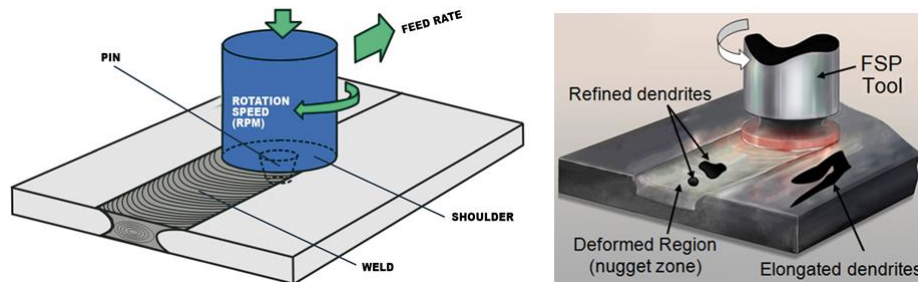 FEED RATE
PIN
ROTATION
SPEED
(RPM)
SHOULDER
WELD
FSP
Tool
Refined dendrites
Deformed Region
(nugget zone)
Elongated dendrites